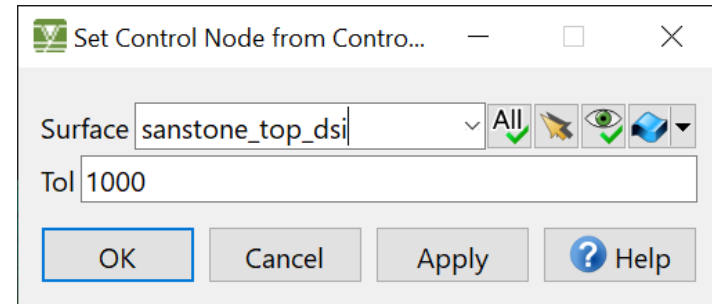 Set Control Node from Contro...
Surface sanstone_top_dsi All
Tol 1000
OK Cancel Apply ? Help